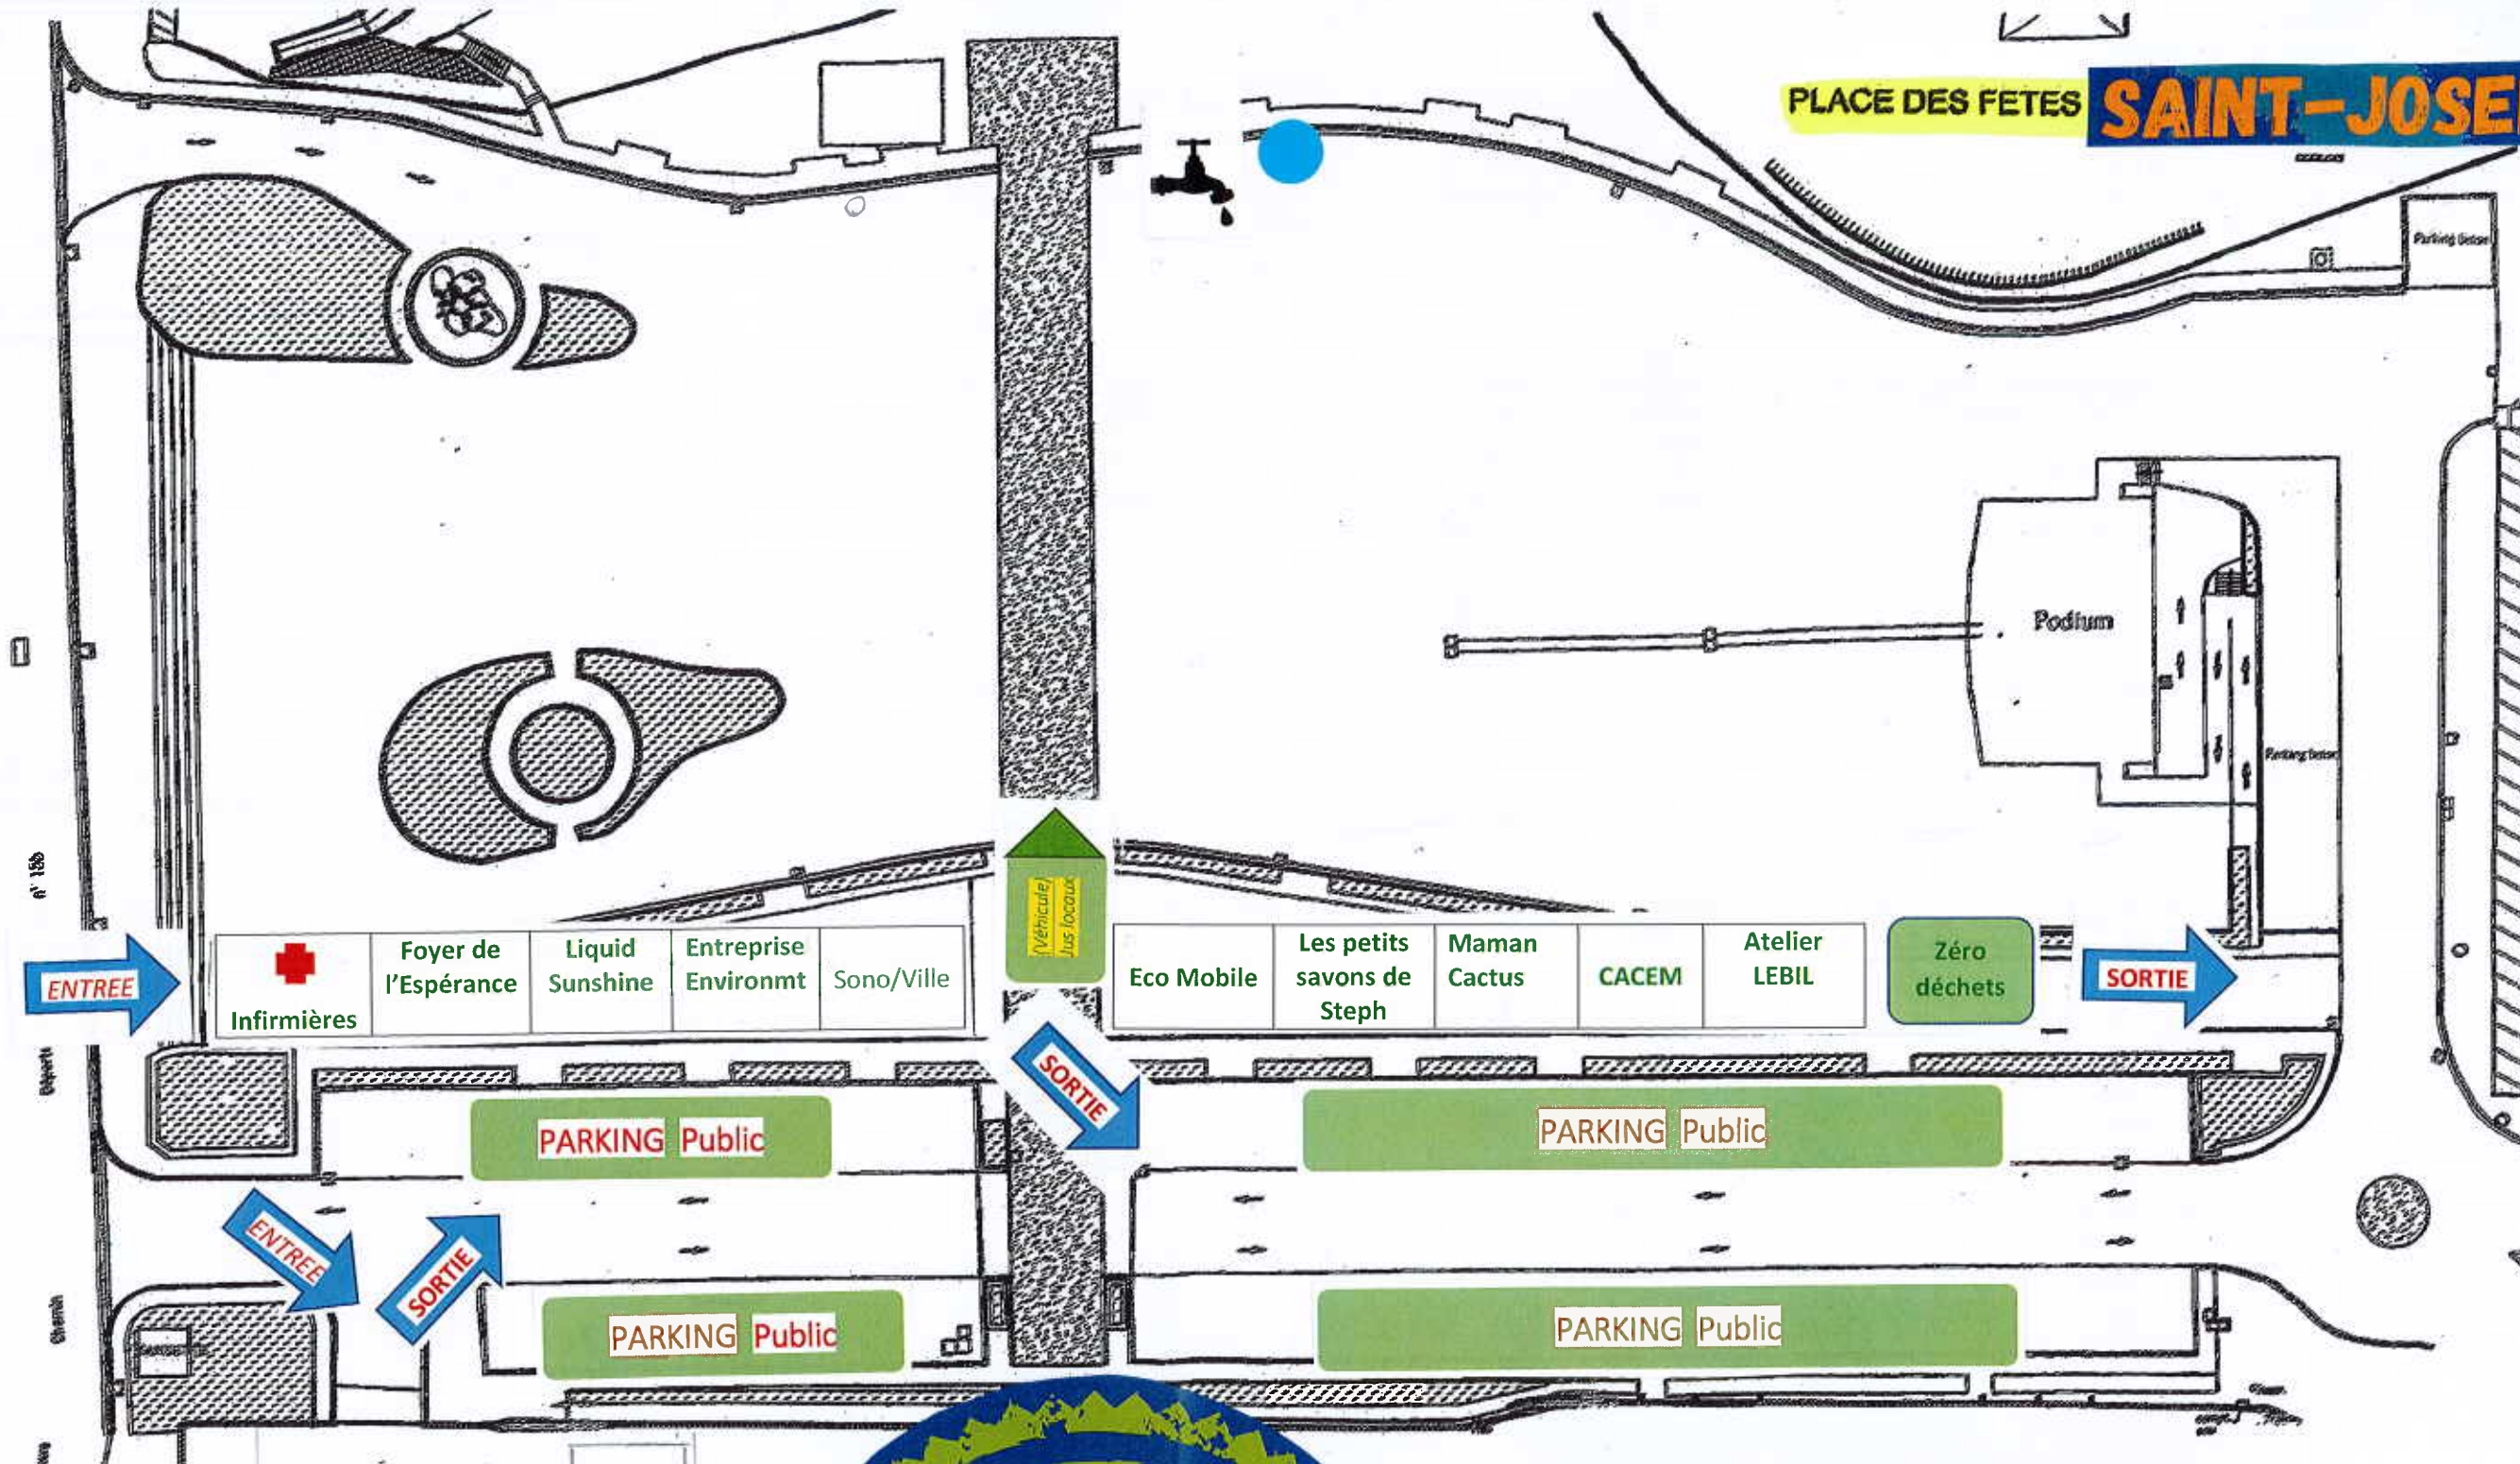 PLACE DES FETES SAINT-JOSE
Podium
(Véhicule)
Jus locaux
ENTREE
Infirmières
Foyer de
l'Espérance
Liquid
Sunshine
Entreprise
Environmt
Sono/Ville
Eco Mobile
Les petits
savons de
Steph
Maman
Cactus
CACEM
Atelier
LEBIL
Zéro
déchets
SORTIE
SORTIE
PARKING Public
PARKING Public
ENTREE
SORTIE
PARKING Public
PARKING Public
Chemin